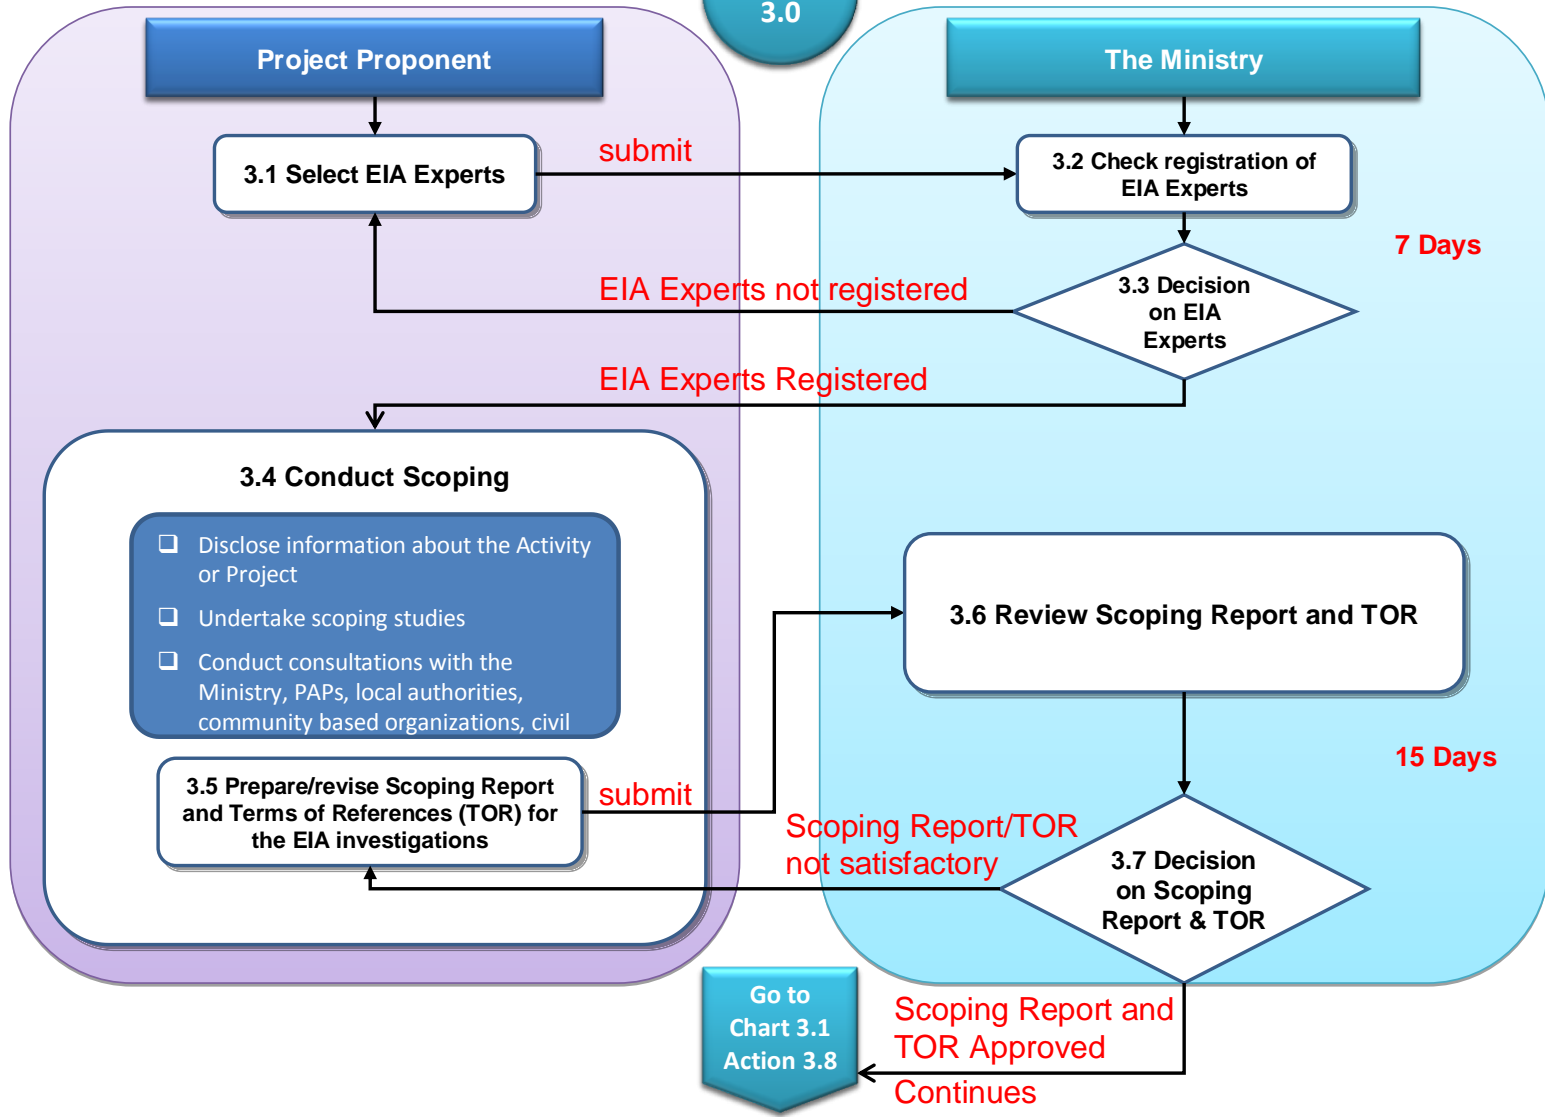 3.0
Project Proponent
The Ministry
3.1 Select EIA Experts
submit
3.2 Check registration of
EIA Experts
7 Days
EIA Experts not registered
3.3 Decision
on EIA
Experts
EIA Experts Registered
3.4 Conduct Scoping
❑ Disclose information about the Activity
or Project
❑ Undertake scoping studies
❑ Conduct consultations with the
Ministry, PAPs, local authorities,
community based organizations, civil
3.6 Review Scoping Report and TOR
15 Days
3.5 Prepare/revise Scoping Report
and Terms of References (TOR) for
the EIA investigations
submit
Scoping Report/TOR
not satisfactory
3.7 Decision
on Scoping
Report & TOR
Go to
Chart 3.1
Action 3.8
Scoping Report and
TOR Approved
Continues